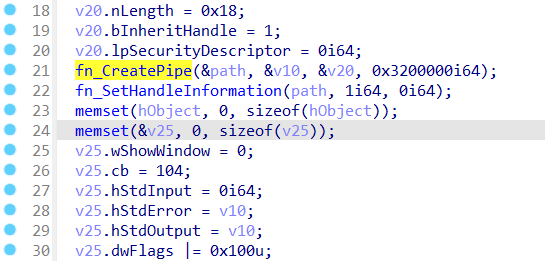 18 v20.nLength = 0x18;
19 v20.bInheritHandle = 1;
20 v20.lpSecurityDescriptor = 0i64;
21 fn_CreatePipe(&path, &v10, &v20, 0x3200000i64);
22 fn_SetHandleInformation(path, 1i64, 0i64);
23 memset(hObject, 0, sizeof(hObject));
24 memset(&v25, 0, sizeof(v25));
25 v25.wShowWindow = 0;
26 v25.cb = 104;
27 v25.hStdInput = 0i64;
28 v25.hStdError = v10;
29 v25.hStdOutput = v10;
30 v25.dwFlags |= 0x100u;